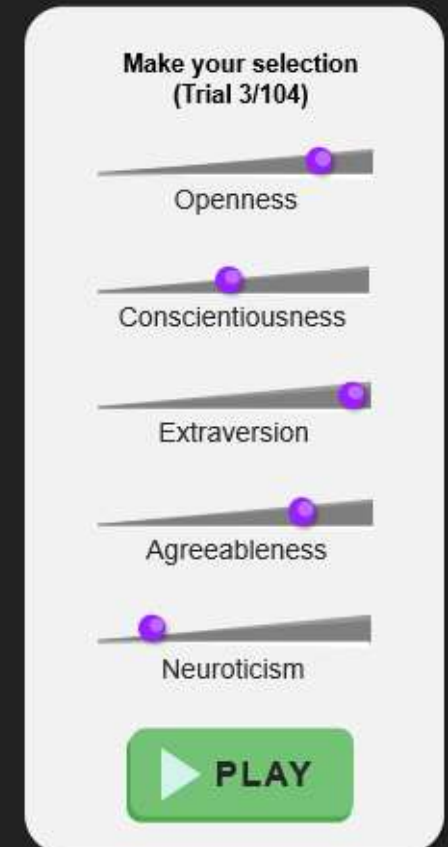 Make your selection
(Trial 3/104)
Openness
Conscientiousness
Extraversion
Agreeableness
Neuroticism
PLAY